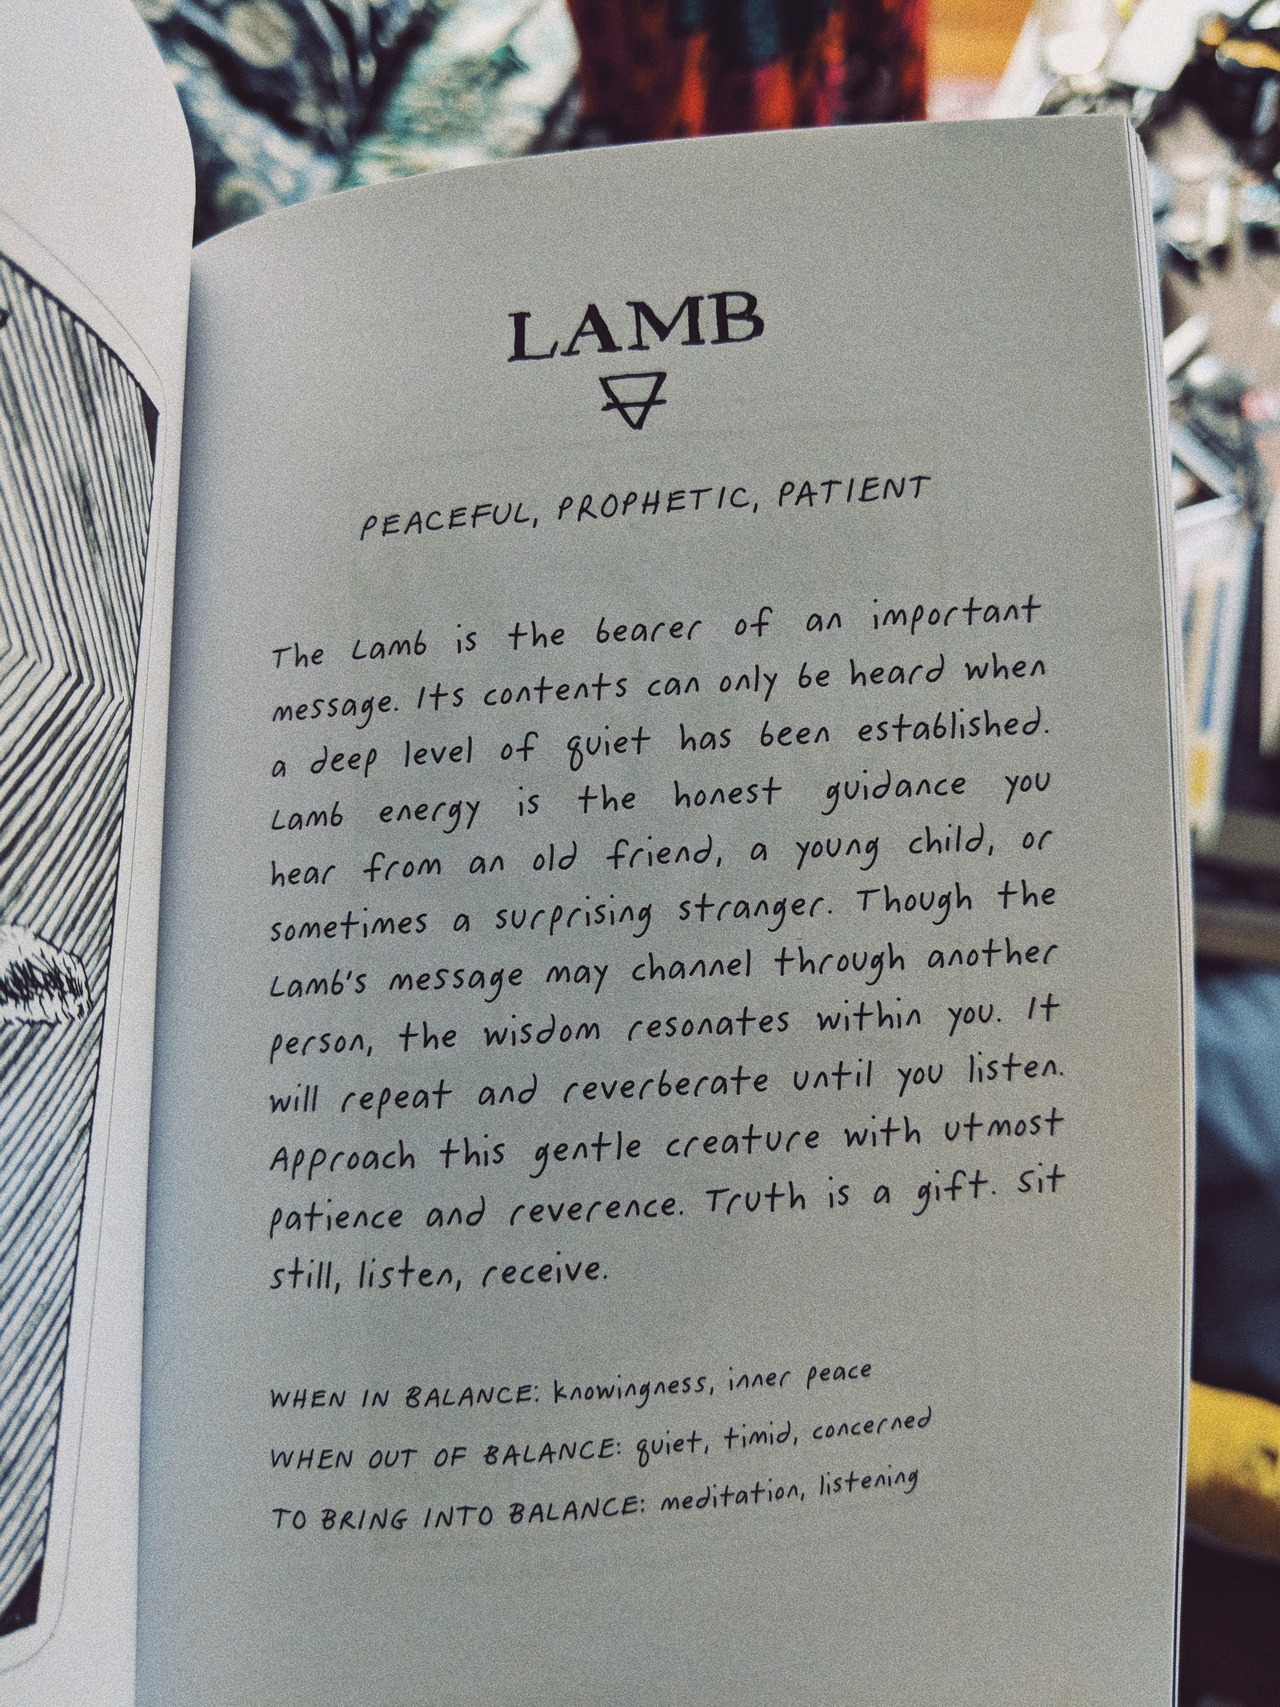 LAMB
PEACEFUL, PROPHETIC, PATIENT
The Lamb is the bearer of an important
message. Its contents can only be heard when
a deep level of quiet has been established.
Lamb energy is the honest guidance you
hear from an old friend, a young child, or
sometimes a surprising stranger. Though the
Lamb's message may channel through another
person, the wisdom resonates within you. It
will repeat and reverberate until you listen.
Approach this gentle creature with utmost
patience and reverence. Truth is a gift. Sit
still, listen, receive.
WHEN IN BALANCE: knowingness, inner peace
WHEN OUT OF BALANCE: quiet, timid, concerned
TO BRING INTO BALANCE: meditation, listening